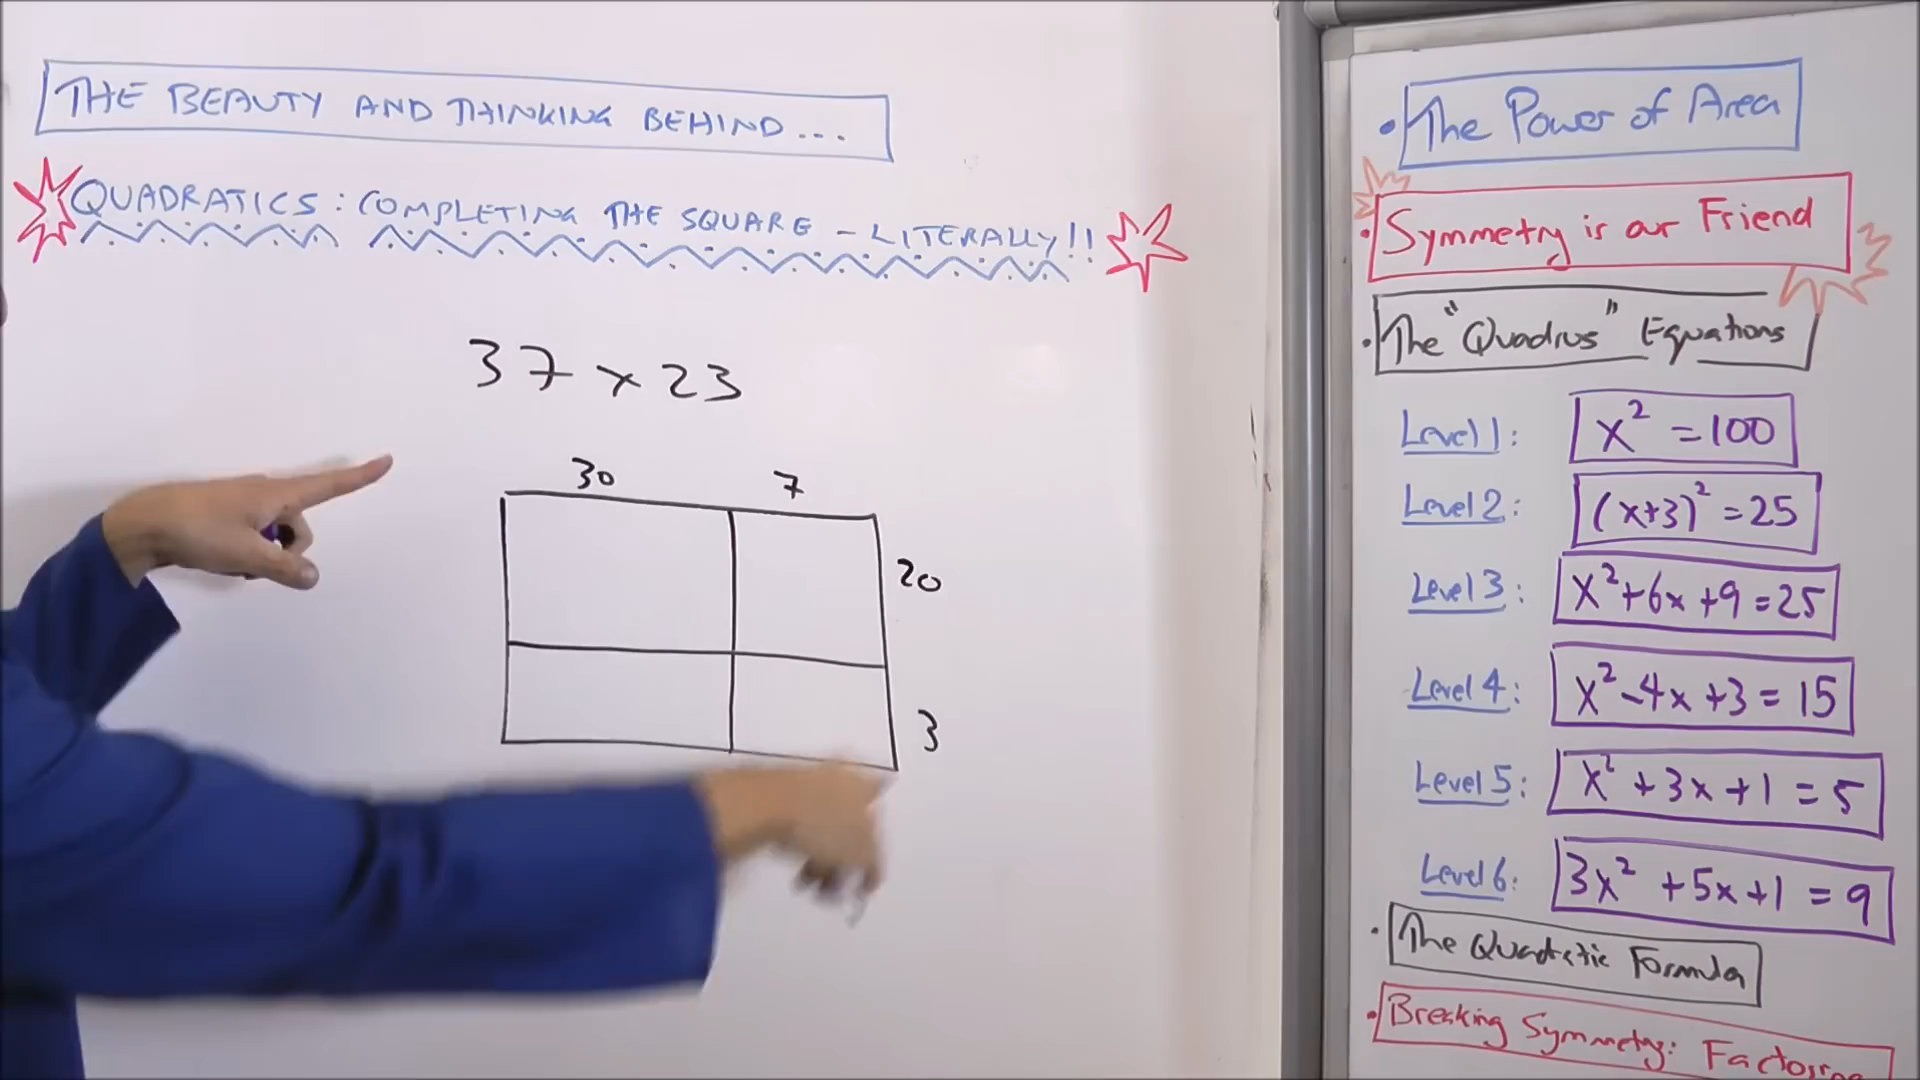 THE BEAUTY AND THINKING BEHIND...
QUADRATICS: COMPLETING THE SQUARE - LITERALLY!!
37 x 23
30 7
20
3
• The Power of Area
• Symmetry is our Friend
• The "Quadrus" Equations
Level 1: x² = 100
Level 2: (x+3)² = 25
Level 3: x²+6x+9=25
Level 4: x²-4x+3=15
Level 5: x²+3x+1=5
Level 6: 3x²+5x+1=9
• The Quadratic Formula
• Breaking Symmetry: Factoring